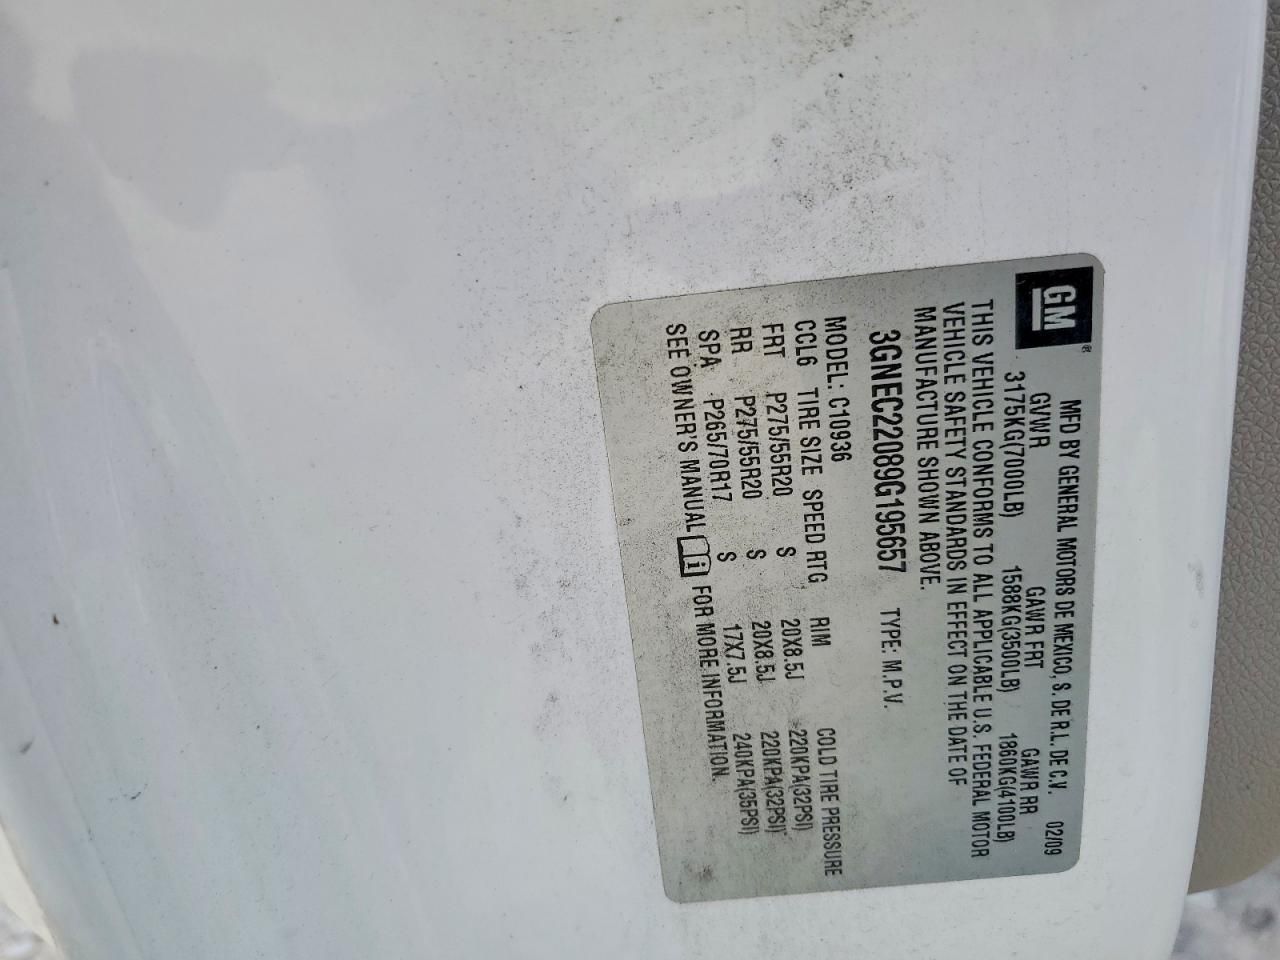 GM®
MFD BY GENERAL MOTORS DE MEXICO, S. DE R.L. DE C.V. 02/09
GVWR GAWR FRT GAWR RR
3175KG(7000LB) 1588KG(3500LB) 1860KG(4100LB)
THIS VEHICLE CONFORMS TO ALL APPLICABLE U.S. FEDERAL MOTOR
VEHICLE SAFETY STANDARDS IN EFFECT ON THE DATE OF
MANUFACTURE SHOWN ABOVE.
3GNEC22089G195657 TYPE: M.P.V.
MODEL: C10936
CCL6 TIRE SIZE SPEED RTG RIM COLD TIRE PRESSURE
FRT P275/55R20 S 20X8.5J 220KPA(32PSI)
RR P275/55R20 S 20X8.5J 220KPA(32PSI)
SPA P265/70R17 S 17X7.5J 240KPA(35PSI)
SEE OWNER'S MANUAL i FOR MORE INFORMATION.